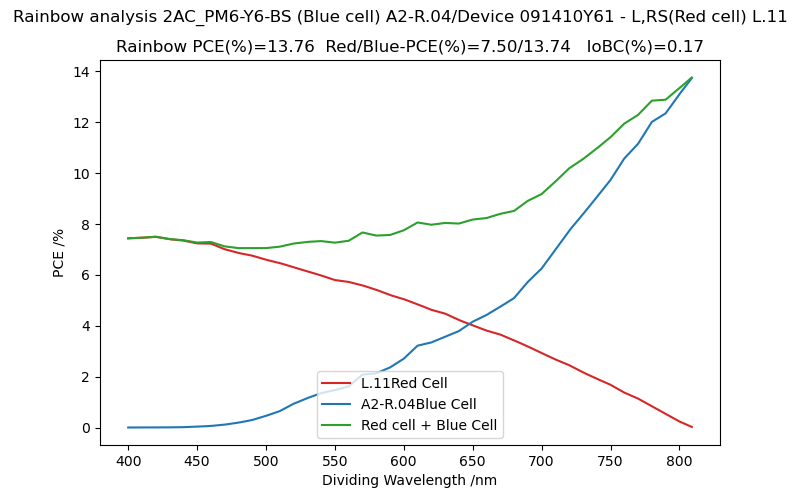 Rainbow analysis 2AC_PM6-Y6-BS (Blue cell) A2-R.04/Device 091410Y61 - L,RS(Red cell) L.11
Rainbow PCE(%)=13.76  Red/Blue-PCE(%)=7.50/13.74   IoBC(%)=0.17
14
12
10
8
6
4
2
0
PCE /%
L.11Red Cell
A2-R.04Blue Cell
Red cell + Blue Cell
400 450 500 550 600 650 700 750 800
Dividing Wavelength /nm